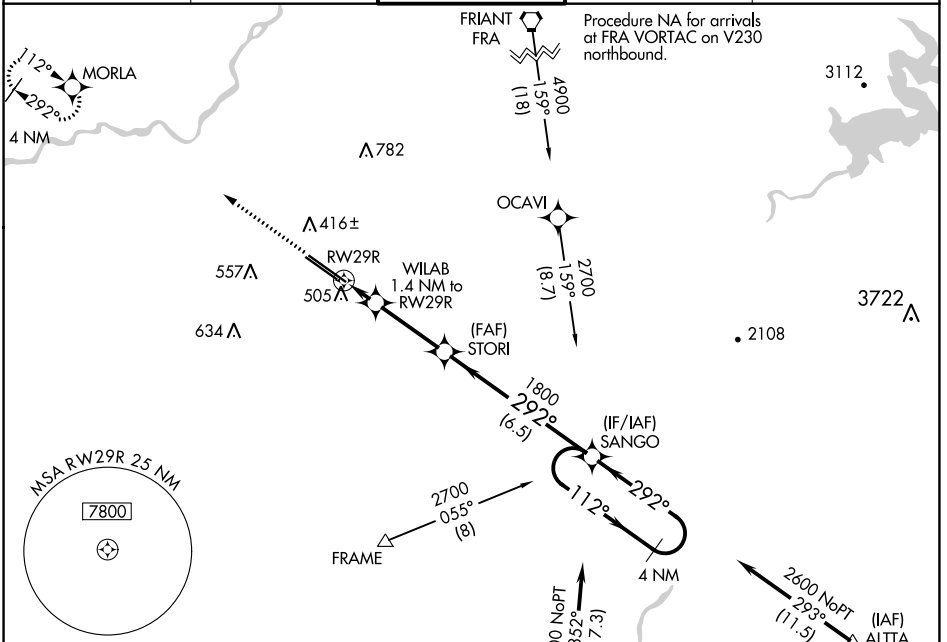 FRIANT
FRA
Procedure NA for arrivals
at FRA VORTAC on V230
northbound.
112°
MORLA
292°
4 NM
3112
4900
159°
(18)
782
OCAVI
416±
2700
159°
(8.7)
RW29R
557
505
WILAB
1.4 NM to
RW29R
3722
634
(FAF)
STORI
2108
1800
292°
(6.5)
(IF/IAF)
SANGO
MSA RW29R 25 NM
7800
2700
055°
(8)
FRAME
112°
292°
4 NM
00 NoPT
352°
7.3)
2600 NoPT
293°
(11.5)
(IAF)